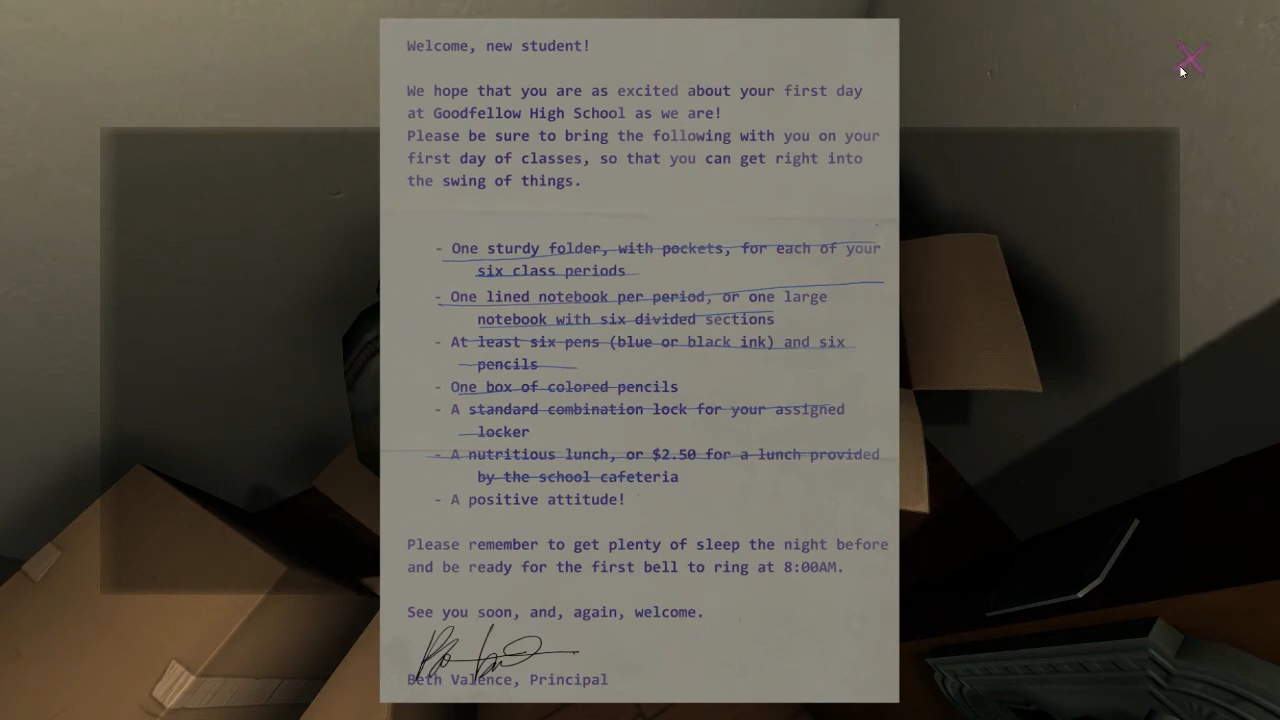 Welcome, new student!
We hope that you are as excited about your first day
at Goodfellow High School as we are!
Please be sure to bring the following with you on your
first day of classes, so that you can get right into
the swing of things.
- One sturdy folder, with pockets, for each of your
six class periods
- One lined notebook per period, or one large
notebook with six divided sections
- At least six pens (blue or black ink) and six
pencils
- One box of colored pencils
- A standard combination lock for your assigned
locker
- A nutritious lunch, or $2.50 for a lunch provided
by the school cafeteria
- A positive attitude!
Please remember to get plenty of sleep the night before
and be ready for the first bell to ring at 8:00AM.
See you soon, and, again, welcome.
Beth Valence, Principal